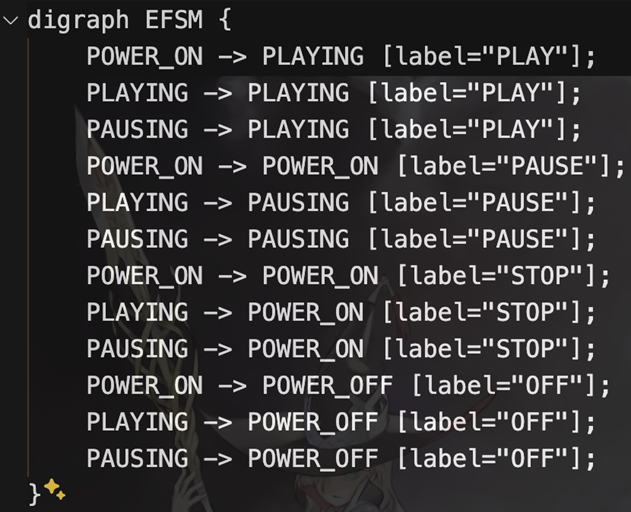 digraph EFSM {
POWER_ON -> PLAYING [label="PLAY"];
PLAYING -> PLAYING [label="PLAY"];
PAUSING -> PLAYING [label="PLAY"];
POWER_ON -> POWER_ON [label="PAUSE"];
PLAYING -> PAUSING [label="PAUSE"];
PAUSING -> PAUSING [label="PAUSE"];
POWER_ON -> POWER_ON [label="STOP"];
PLAYING -> POWER_ON [label="STOP"];
PAUSING -> POWER_ON [label="STOP"];
POWER_ON -> POWER_OFF [label="OFF"];
PLAYING -> POWER_OFF [label="OFF"];
PAUSING -> POWER_OFF [label="OFF"];
}